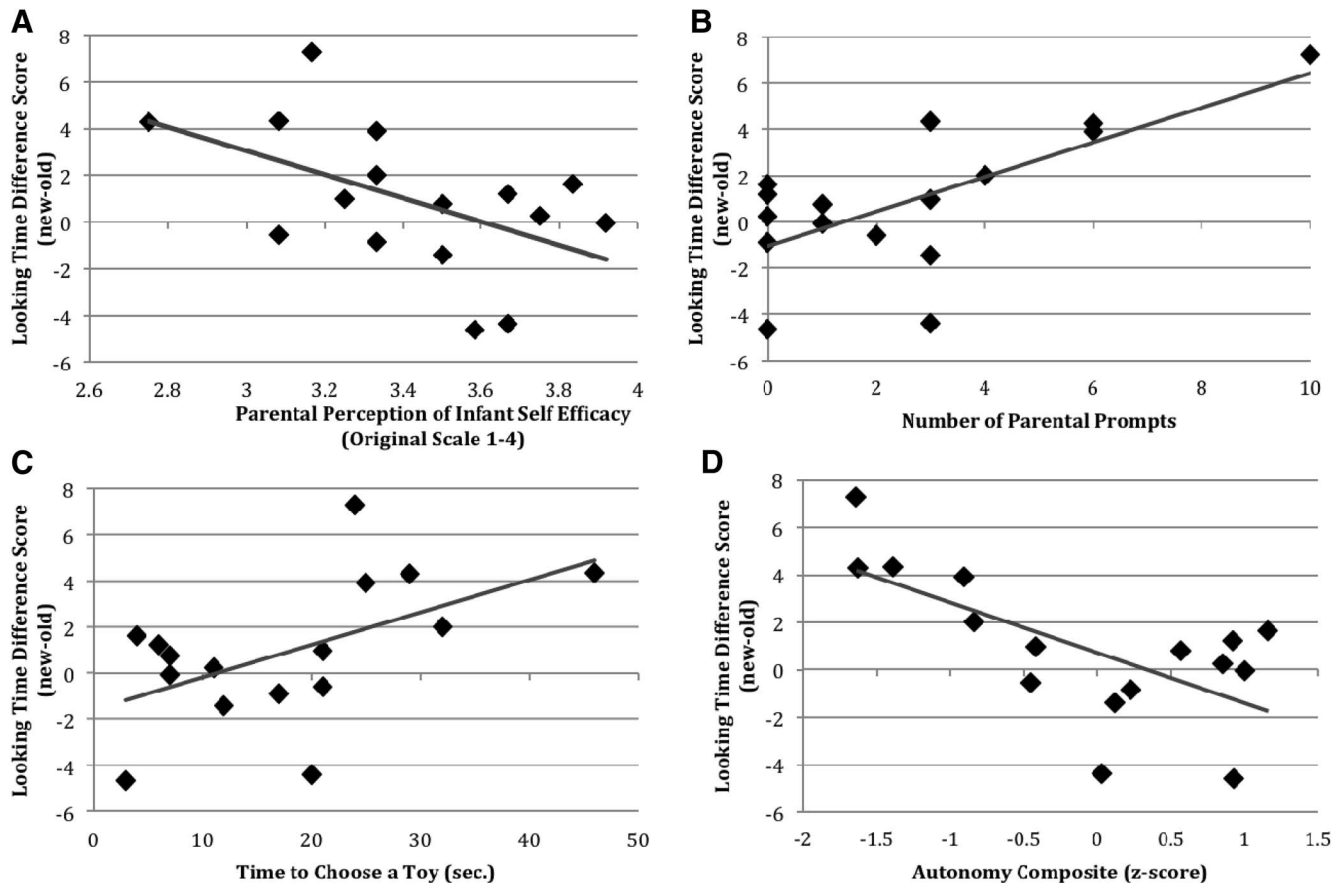 A
Looking Time Difference Score
(new-old)
8
6
4
2
0
-2
-4
-6
2.6 2.8 3 3.2 3.4 3.6 3.8 4
Parental Perception of Infant Self Efficacy
(Original Scale 1-4)
B
Looking Time Difference Score
(new-old)
8
6
4
2
0
-2
-4
-6
0 2 4 6 8 10
Number of Parental Prompts
C
Looking Time Difference Score
(new-old)
8
6
4
2
0
-2
-4
-6
0 10 20 30 40 50
Time to Choose a Toy (sec.)
D
Looking Time Difference Score
(new-old)
8
6
4
2
0
-2
-4
-6
-2 -1.5 -1 -0.5 0 0.5 1 1.5
Autonomy Composite (z-score)